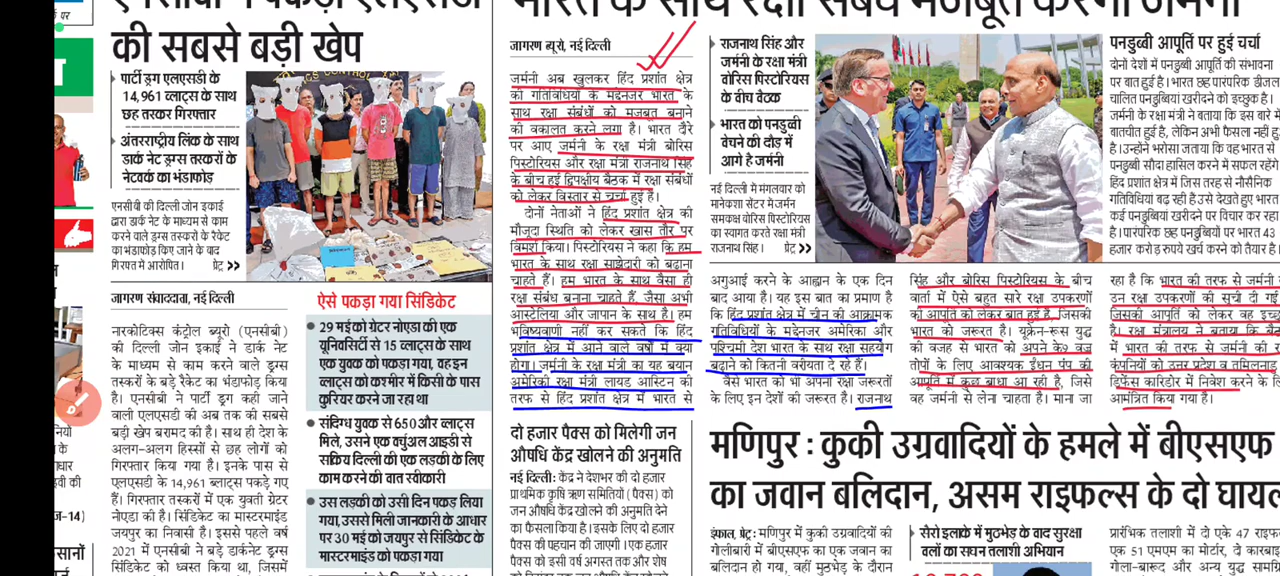 की सबसे बड़ी खेप
पार्टी ड्रग एलएसडी के
14,961 ब्लाट्स के साथ
छह तस्कर गिरफ्तार
अंतरराष्ट्रीय लिंक के साथ
डार्क नेट ड्रग्स तस्करों के
नेटवर्क का भंडाफोड़
एनसीबी की दिल्ली जोन इकाई
द्वारा डार्क नेट के माध्यम से काम
करने वाले ड्रग्स तस्करों के रैकेट
का भंडाफोड़ किए जाने के बाद
गिरफ्त में आरोपित। प्रेट्र >>
जागरण संवाददाता, नई दिल्ली
नारकोटिक्स कंट्रोल ब्यूरो (एनसीबी)
की दिल्ली जोन इकाई ने डार्क नेट
के माध्यम से काम करने वाले ड्रग्स
तस्करों के बड़े रैकेट का भंडाफोड़ किया
है। एनसीबी ने पार्टी ड्रग कही जाने
वाली एलएसडी की अब तक की सबसे
बड़ी खेप बरामद की है। साथ ही देश के
अलग-अलग हिस्सों से छह लोगों को
गिरफ्तार किया गया है। इनके पास से
एलएसडी के 14,961 ब्लाट्स पकड़े गए
हैं। गिरफ्तार तस्करों में एक युवती ग्रेटर
नोएडा की है। सिंडिकेट का मास्टरमाइंड
जयपुर का निवासी है। इससे पहले वर्ष
2021 में एनसीबी ने बड़े डार्कनेट ड्रग्स
सिंडिकेट को ध्वस्त किया था, जिसमें
ऐसे पकड़ा गया सिंडिकेट
29 मई को ग्रेटर नोएडा की एक
यूनिवर्सिटी से 15 ब्लाट्स के साथ
एक युवक को पकड़ा गया, वह इन
ब्लाट्स को कश्मीर में किसी के पास
कुरियर करने जा रहा था
संदिग्ध युवक से 650 और ब्लाट्स
मिले, उसने एक वर्चुअल आइडी से
सक्रिय दिल्ली की एक लड़की के लिए
काम करने की बात स्वीकारी
उस लड़की को उसी दिन पकड़ लिया
गया, उससे मिली जानकारी के आधार
पर 30 मई को जयपुर से सिंडिकेट के
मास्टरमाइंड को पकड़ा गया
भारत के साथ रक्षा संबंध मजबूत करेगा जर्मनी
जागरण ब्यूरो, नई दिल्ली
जर्मनी अब खुलकर हिंद प्रशांत क्षेत्र
की गतिविधियों के मद्देनजर भारत के
साथ रक्षा संबंधों को मजबूत बनाने
की वकालत करने लगा है। भारत दौरे
पर आए जर्मनी के रक्षा मंत्री बोरिस
पिस्टोरियस और रक्षा मंत्री राजनाथ सिंह
के बीच हुई द्विपक्षीय बैठक में रक्षा संबंधों
को लेकर विस्तार से चर्चा हुई है।
दोनों नेताओं ने हिंद प्रशांत क्षेत्र की
मौजूदा स्थिति को लेकर खास तौर पर
विमर्श किया। पिस्टोरियस ने कहा कि हम
भारत के साथ रक्षा साझेदारी को बढ़ाना
चाहते हैं। हम भारत के साथ वैसा ही
रक्षा संबंध बनाना चाहते हैं, जैसा अभी
आस्ट्रेलिया और जापान के साथ है। हम
भविष्यवाणी नहीं कर सकते कि हिंद
प्रशांत क्षेत्र में आने वाले वर्षों में क्या
होगा। जर्मनी के रक्षा मंत्री का यह बयान
अमेरिकी रक्षा मंत्री लायड आस्टिन की
तरफ से हिंद प्रशांत क्षेत्र में भारत से
राजनाथ सिंह और
जर्मनी के रक्षा मंत्री
वोरिस पिस्टोरियस
के बीच बैठक
भारत को पनडुब्बी
बेचने की दौड़ में
आगे है जर्मनी
नई दिल्ली में मंगलवार को
मानेकशा सेंटर में जर्मन
समकक्ष वोरिस पिस्टोरियस
का स्वागत करते रक्षा मंत्री
राजनाथ सिंह। प्रेट्र >>
अगुआई करने के आह्वान के एक दिन
बाद आया है। यह इस बात का प्रमाण है
कि हिंद प्रशांत क्षेत्र में चीन की आक्रामक
गतिविधियों के मद्देनजर अमेरिका और
पश्चिमी देश भारत के साथ रक्षा सहयोग
बढ़ाने को कितनी वरीयता दे रहे हैं।
वैसे भारत को भी अपनी रक्षा जरूरतों
के लिए इन देशों की जरूरत है। राजनाथ
सिंह और बोरिस पिस्टोरियस के बीच
वार्ता में ऐसे बहुत सारे रक्षा उपकरणों
की आपूर्ति को लेकर बात हुई है, जिसकी
भारत को जरूरत है। यूक्रेन-रूस युद्ध
की वजह से भारत को अपने के9 वज्र
तोपों के लिए आवश्यक ईंधन पंप की
आपूर्ति में कुछ बाधा आ रही है, जिसे
वह जर्मनी से लेना चाहता है। माना जा
रहा है कि भारत की तरफ से जर्मनी
उन रक्षा उपकरणों की सूची दी गई
जिसकी आपूर्ति को लेकर वह इच्छु
है। रक्षा मंत्रालय ने बताया कि बै
में भारत की तरफ से जर्मनी की र
कंपनियों को उत्तर प्रदेश व तमिलनाडु
डिफेंस कारिडोर में निवेश करने के
आमंत्रित किया गया है।
पनडुब्बी आपूर्ति पर हुई चर्चा
दोनों देशों में पनडुब्बी आपूर्ति की संभावना
पर बात हुई है। भारत छह पारंपरिक डीजल
चालित पनडुब्बियां खरीदने को इच्छुक है।
जर्मनी के रक्षा मंत्री ने बताया कि इस बारे में
बातचीत हुई है, लेकिन अभी फैसला नहीं हु
है। उन्होंने भरोसा जताया कि वह भारत से
पनडुब्बी सौदा हासिल करने में सफल रहेंगे
हिंद प्रशांत क्षेत्र में जिस तरह से नौसैनिक
गतिविधियां बढ़ रही है उसे देखते हुए भारत
कई पनडुब्बियां खरीदने पर विचार कर रहा
है। पारंपरिक छह पनडुब्बियों पर भारत 43
हजार करोड़ रुपये खर्च करने को तैयार है।
दो हजार पैक्स को मिलेगी जन
औषधि केंद्र खोलने की अनुमति
नई दिल्ली: केंद्र ने देशभर की दो हजार
प्राथमिक कृषि ऋण समितियों (पैक्स) को
जन औषधि केंद्र खोलने की अनुमति देने
का फैसला किया है। इसके लिए दो हजार
पैक्स की पहचान की जाएगी। एक हजार
पैक्स को इसी वर्ष अगस्त तक और शेष
मणिपुर : कुकी उग्रवादियों के हमले में बीएसएफ
का जवान बलिदान, असम राइफल्स के दो घायल
इंफाल, प्रेट्र: मणिपुर में कुकी उग्रवादियों की
गोलीबारी में बीएसएफ का एक जवान का
बलिदान हो गया, वहीं मुठभेड़ के दौरान
सैरो इलाके में मुठभेड़ के बाद सुरक्षा
वलों का सघन तलाशी अभियान
प्रारंभिक तलाशी में दो एके 47 राइफ
एक 51 एमएम का मोर्टार, दो कारबाइ
गोला-बारूद और अन्य युद्ध सामग्रि
ज-14)